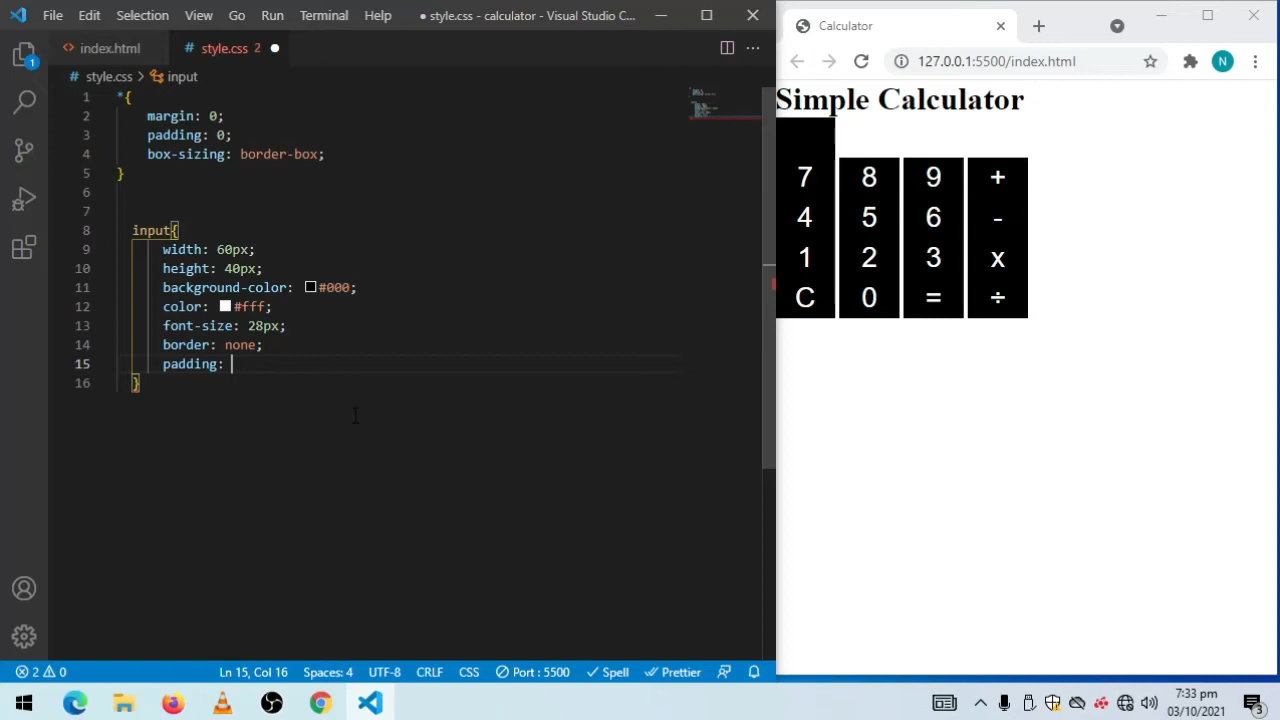 File Edit Selection View Go Run Terminal Help ● style.css - calculator - Visual Studio C...
index.html
# style.css 2 ●
# style.css > input
1 *{
2 margin: 0;
3 padding: 0;
4 box-sizing: border-box;
5 }
6
7
8 input{
9 width: 60px;
10 height: 40px;
11 background-color: #000;
12 color: #fff;
13 font-size: 28px;
14 border: none;
15 padding:
16 }
1
2 0 Ln 15, Col 16 Spaces: 4 UTF-8 CRLF CSS Port : 5500 Spell Prettier
Calculator
127.0.0.1:5500/index.html N
Simple Calculator
7 8 9 +
4 5 6 -
1 2 3 x
C 0 = ÷
7:33 pm
03/10/2021
3